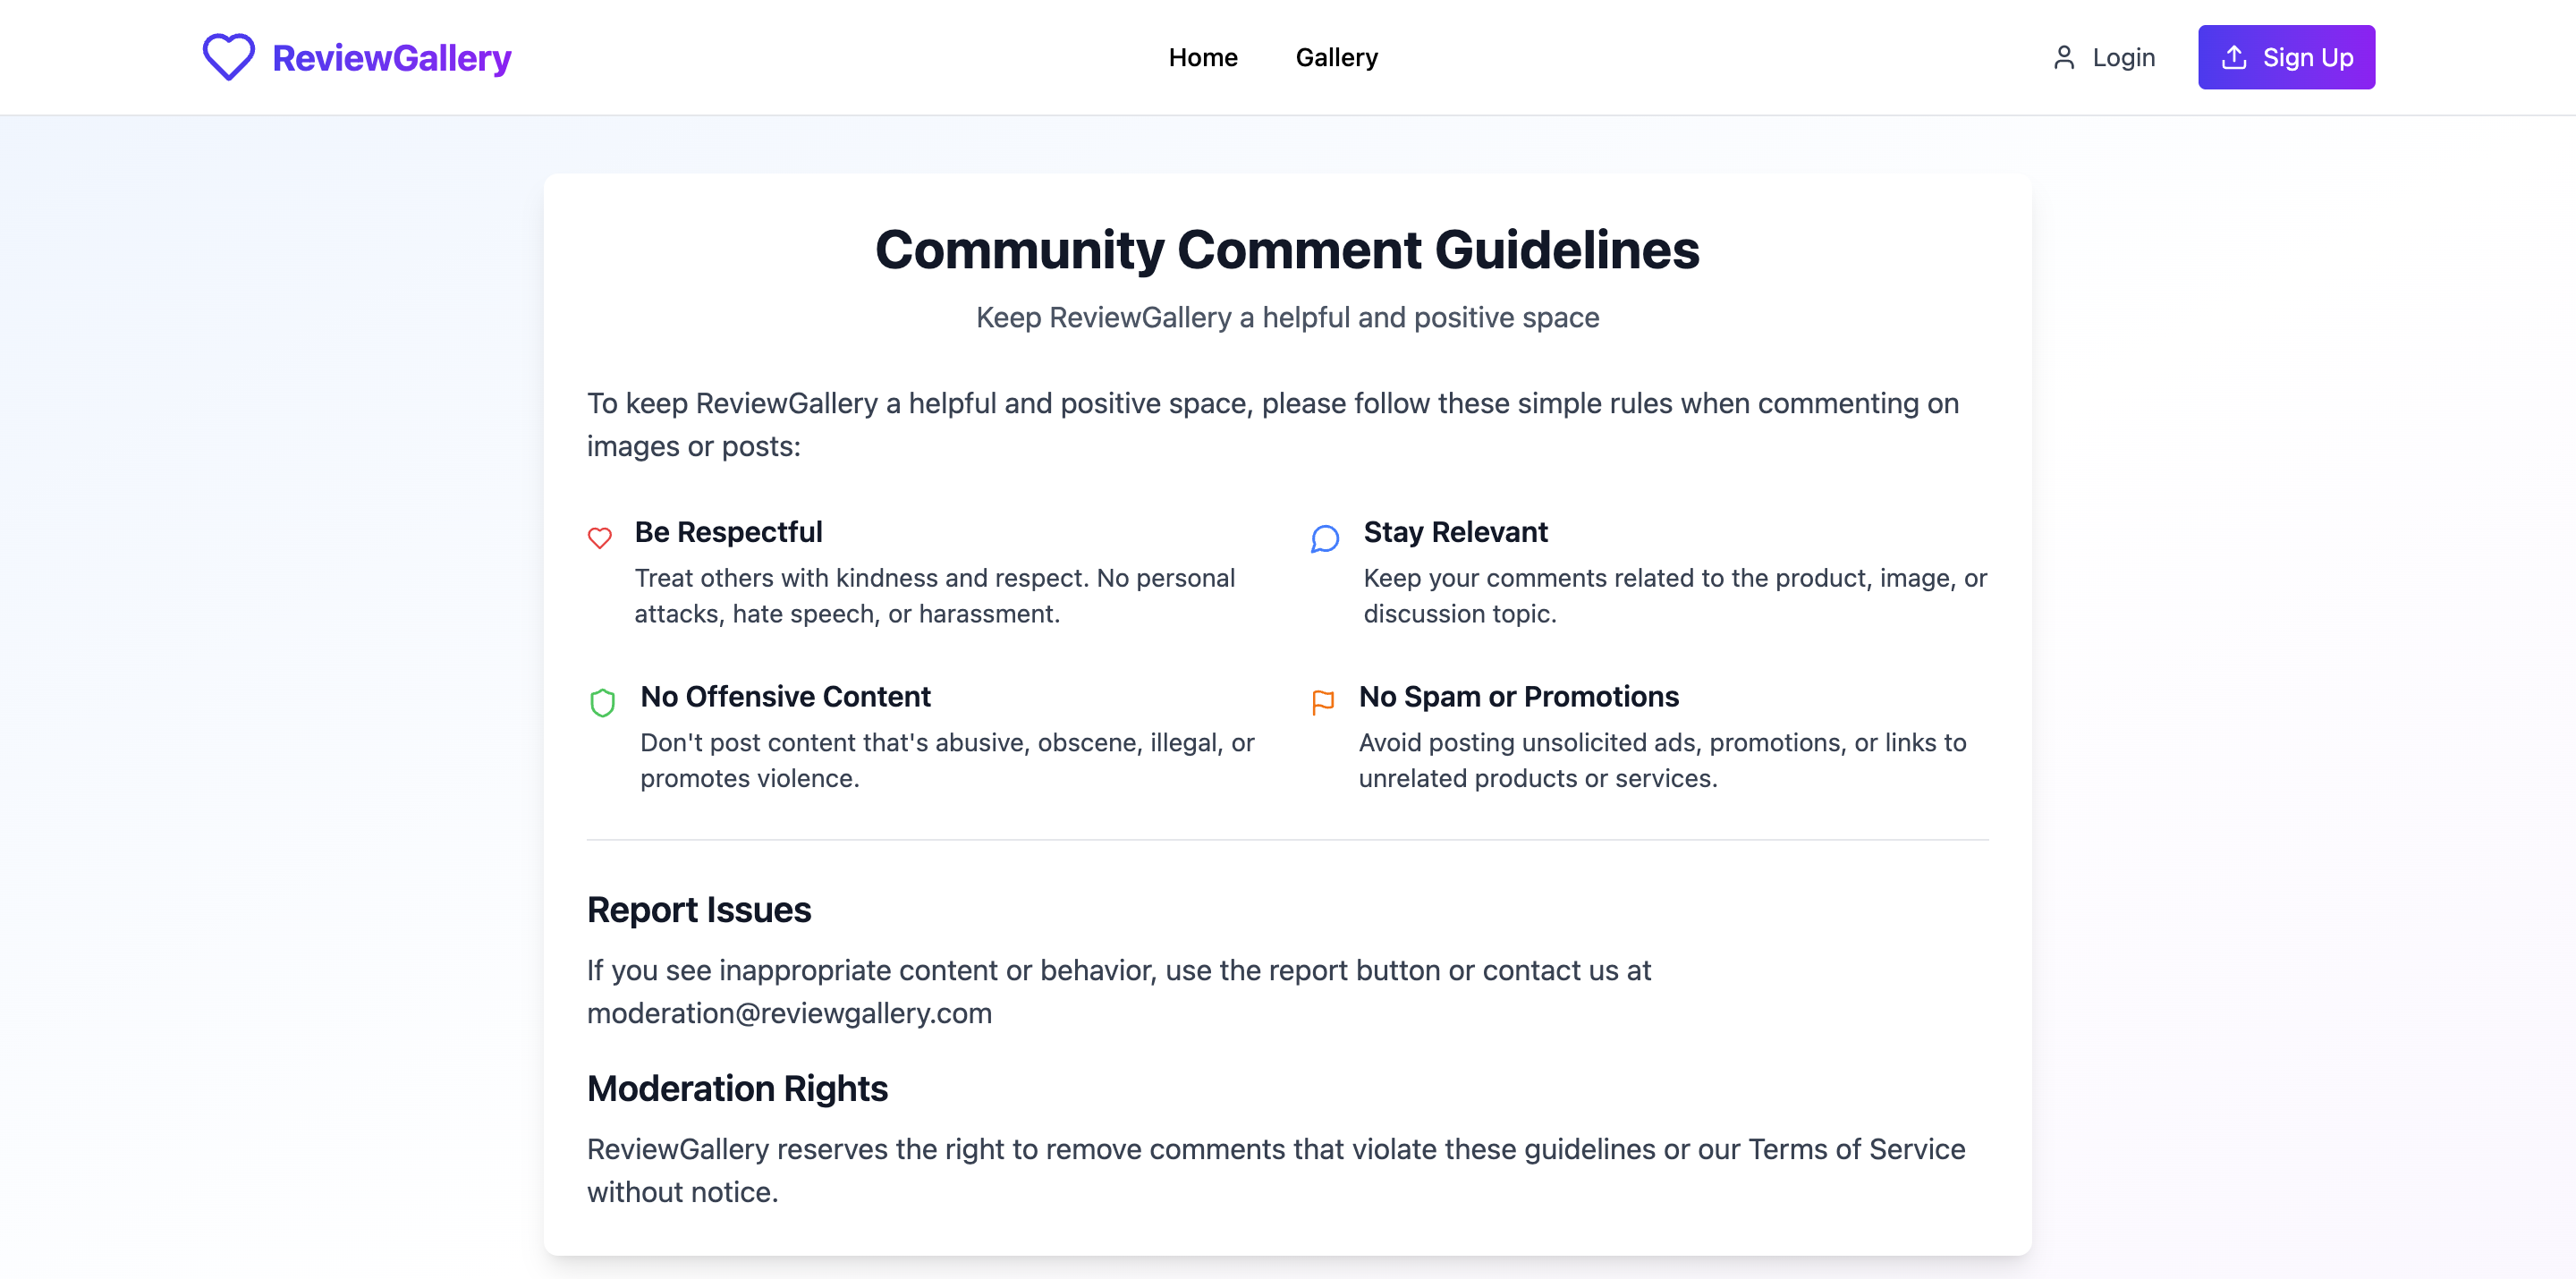 ReviewGallery
Home
Gallery
Login
Sign Up
Community Comment Guidelines
Keep ReviewGallery a helpful and positive space
To keep ReviewGallery a helpful and positive space, please follow these simple rules when commenting on
images or posts:
Be Respectful
Treat others with kindness and respect. No personal
attacks, hate speech, or harassment.
Stay Relevant
Keep your comments related to the product, image, or
discussion topic.
No Offensive Content
Don't post content that's abusive, obscene, illegal, or
promotes violence.
No Spam or Promotions
Avoid posting unsolicited ads, promotions, or links to
unrelated products or services.
Report Issues
If you see inappropriate content or behavior, use the report button or contact us at
moderation@reviewgallery.com
Moderation Rights
ReviewGallery reserves the right to remove comments that violate these guidelines or our Terms of Service
without notice.